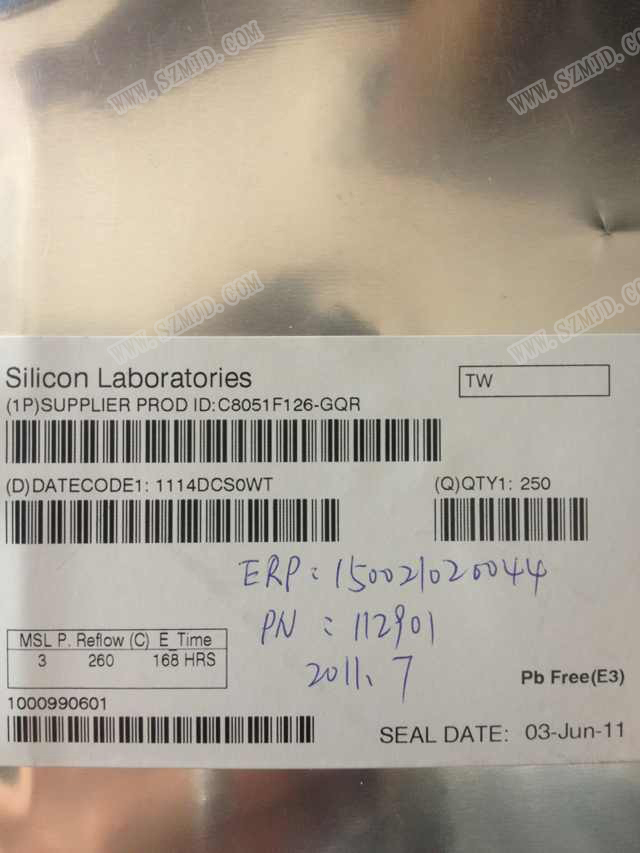 WWW.SZMJD.COM
WWW.SZMJD.COM
WWW.SZMJD.COM
WWW.SZMJD.COM
Silicon Laboratories
TW
(1P)SUPPLIER PROD ID:C8051F126-GQR
(D)DATECODE1: 1114DCS0WT
(Q)QTY1: 250
ERP: 150021020044
PN : 112901
2011、7
MSL P. Reflow (C) E_Time
3 260 168 HRS
Pb Free(E3)
1000990601
SEAL DATE: 03-Jun-11